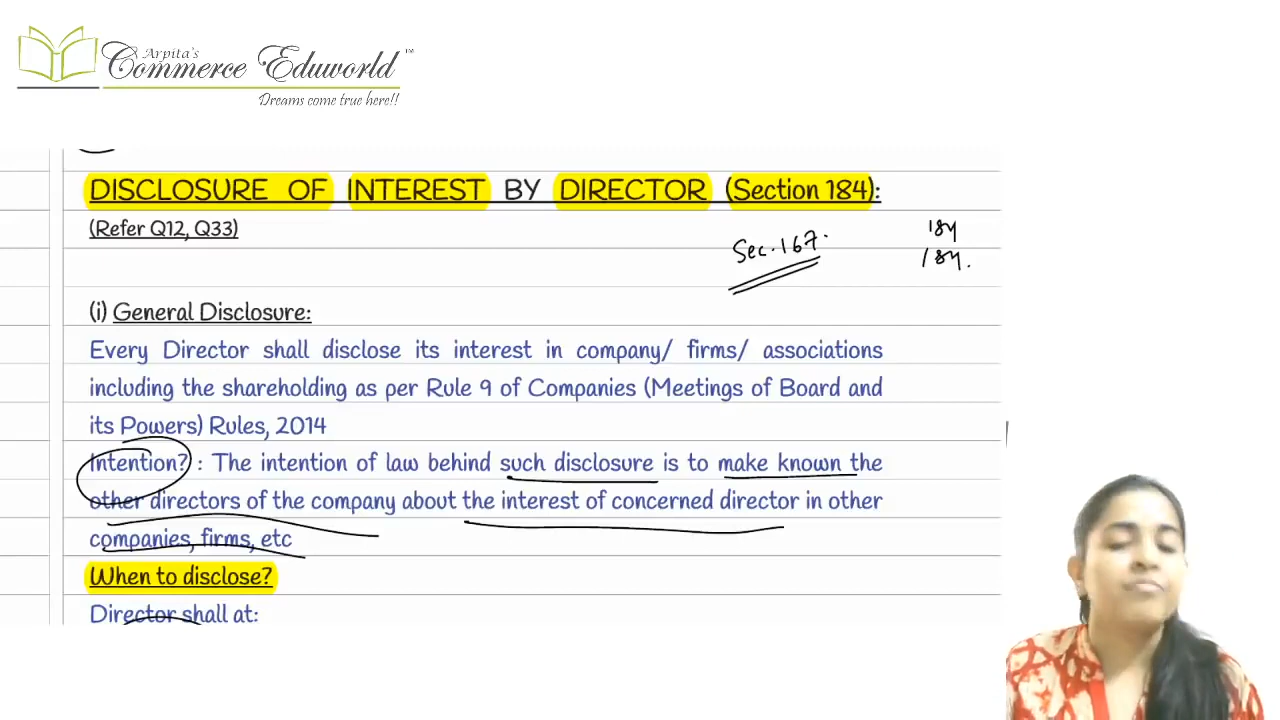 Arpita's
Commerce Eduworld™
Dreams come true here!!
DISCLOSURE OF INTEREST BY DIRECTOR (Section 184):
(Refer Q12, Q33)
Sec. 167.
184
184.
(i) General Disclosure:
Every Director shall disclose its interest in company/ firms/ associations
including the shareholding as per Rule 9 of Companies (Meetings of Board and
its Powers) Rules, 2014
Intention? : The intention of law behind such disclosure is to make known the
other directors of the company about the interest of concerned director in other
companies, firms, etc
When to disclose?
Director shall at: